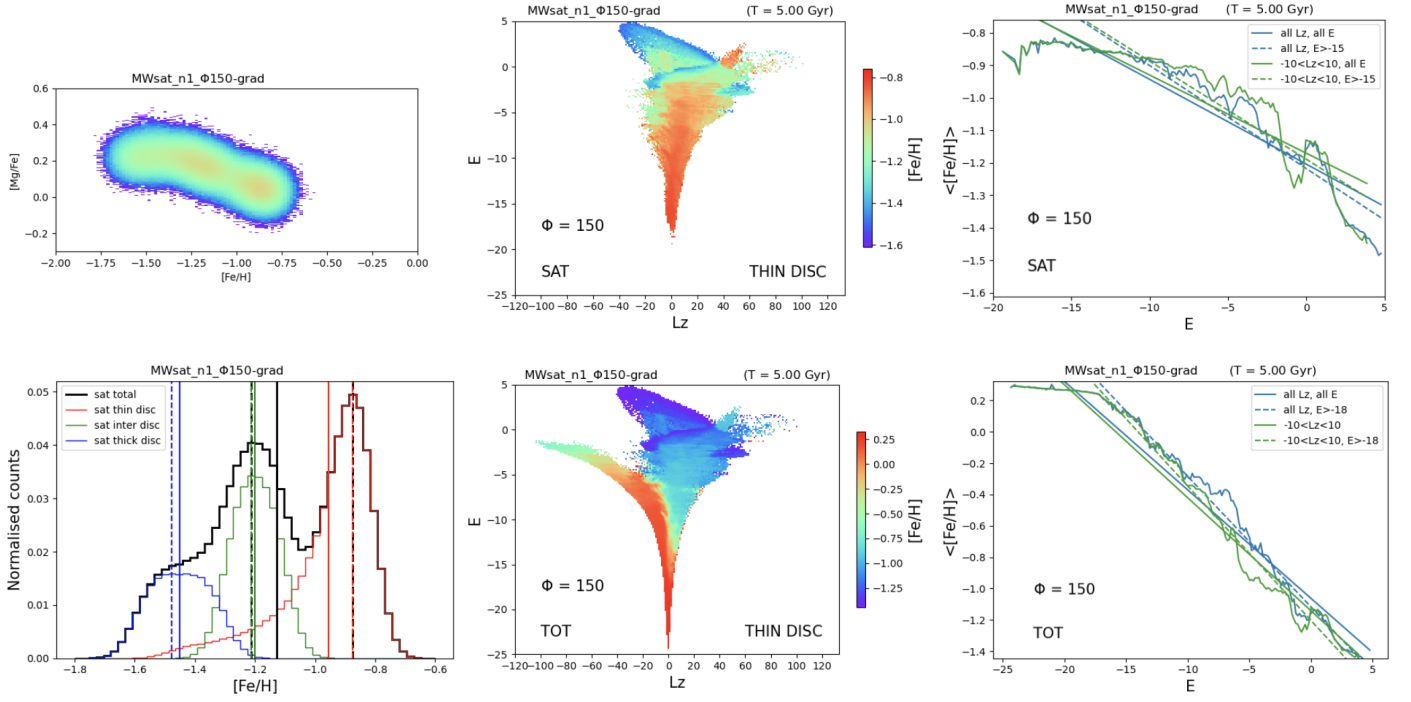 MWsat_n1_Φ150-grad
0.6
0.4
0.2
0.0
−0.2
[Mg/Fe]
−2.00 −1.75 −1.50 −1.25 −1.00 −0.75 −0.50 −0.25 0.00
[Fe/H]
MWsat_n1_Φ150-grad (T = 5.00 Gyr)
5
0
−5
−10
−15
−20
−25
E
Φ = 150
SAT THIN DISC
−120−100−80 −60 −40 −20 0 20 40 60 80 100 120
Lz
−0.8
−1.0
−1.2
−1.4
−1.6
[Fe/H]
MWsat_n1_Φ150-grad (T = 5.00 Gyr)
all Lz, all E
all Lz, E>-15
-10<Lz<10, all E
-10<Lz<10, E>-15
−0.8
−0.9
−1.0
−1.1
−1.2
−1.3
−1.4
−1.5
−1.6
<[Fe/H]>
Φ = 150
SAT
−20 −15 −10 −5 0 5
E
MWsat_n1_Φ150-grad
sat total
sat thin disc
sat inter disc
sat thick disc
0.05
0.04
0.03
0.02
0.01
0.00
Normalised counts
−1.8 −1.6 −1.4 −1.2 −1.0 −0.8 −0.6
[Fe/H]
MWsat_n1_Φ150-grad (T = 5.00 Gyr)
5
0
−5
−10
−15
−20
−25
E
Φ = 150
TOT THIN DISC
−120−100−80 −60 −40 −20 0 20 40 60 80 100 120
Lz
0.25
0.00
−0.25
−0.50
−0.75
−1.00
−1.25
[Fe/H]
MWsat_n1_Φ150-grad (T = 5.00 Gyr)
all Lz, all E
all Lz, E>-18
-10<Lz<10
-10<Lz<10, E>-18
0.2
0.0
−0.2
−0.4
−0.6
−0.8
−1.0
−1.2
−1.4
<[Fe/H]>
Φ = 150
TOT
−25 −20 −15 −10 −5 0 5
E